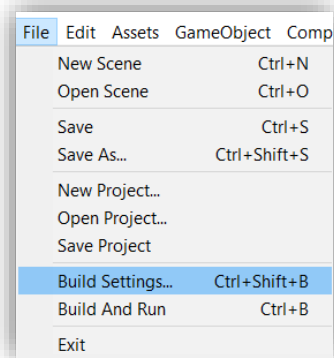 File Edit Assets GameObject Comp
New Scene Ctrl+N
Open Scene Ctrl+O
Save Ctrl+S
Save As... Ctrl+Shift+S
New Project...
Open Project...
Save Project
Build Settings... Ctrl+Shift+B
Build And Run Ctrl+B
Exit